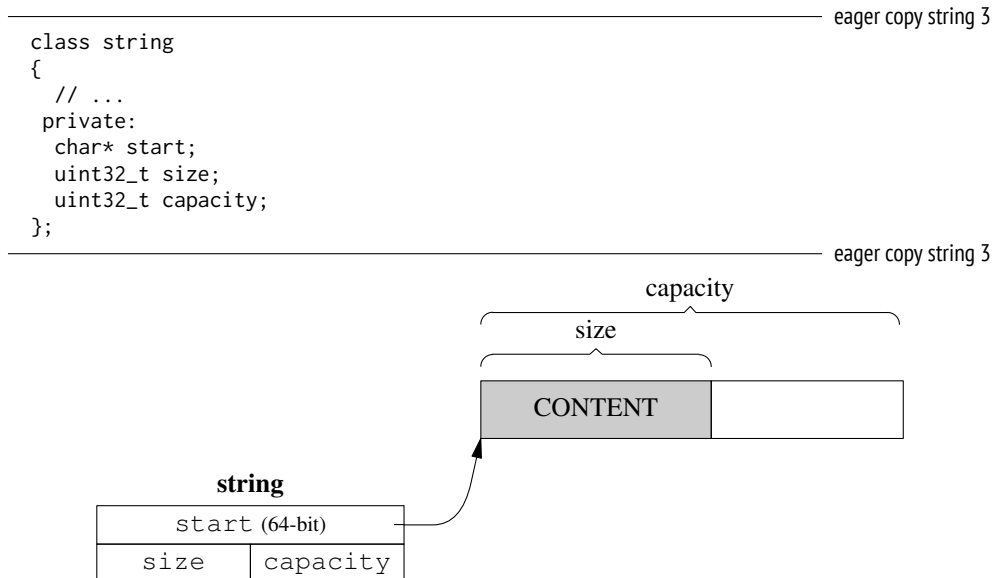 eager copy string 3
class string
{
  // ...
 private:
  char* start;
  uint32_t size;
  uint32_t capacity;
};
eager copy string 3
capacity
size
CONTENT
string
start (64-bit)
size capacity